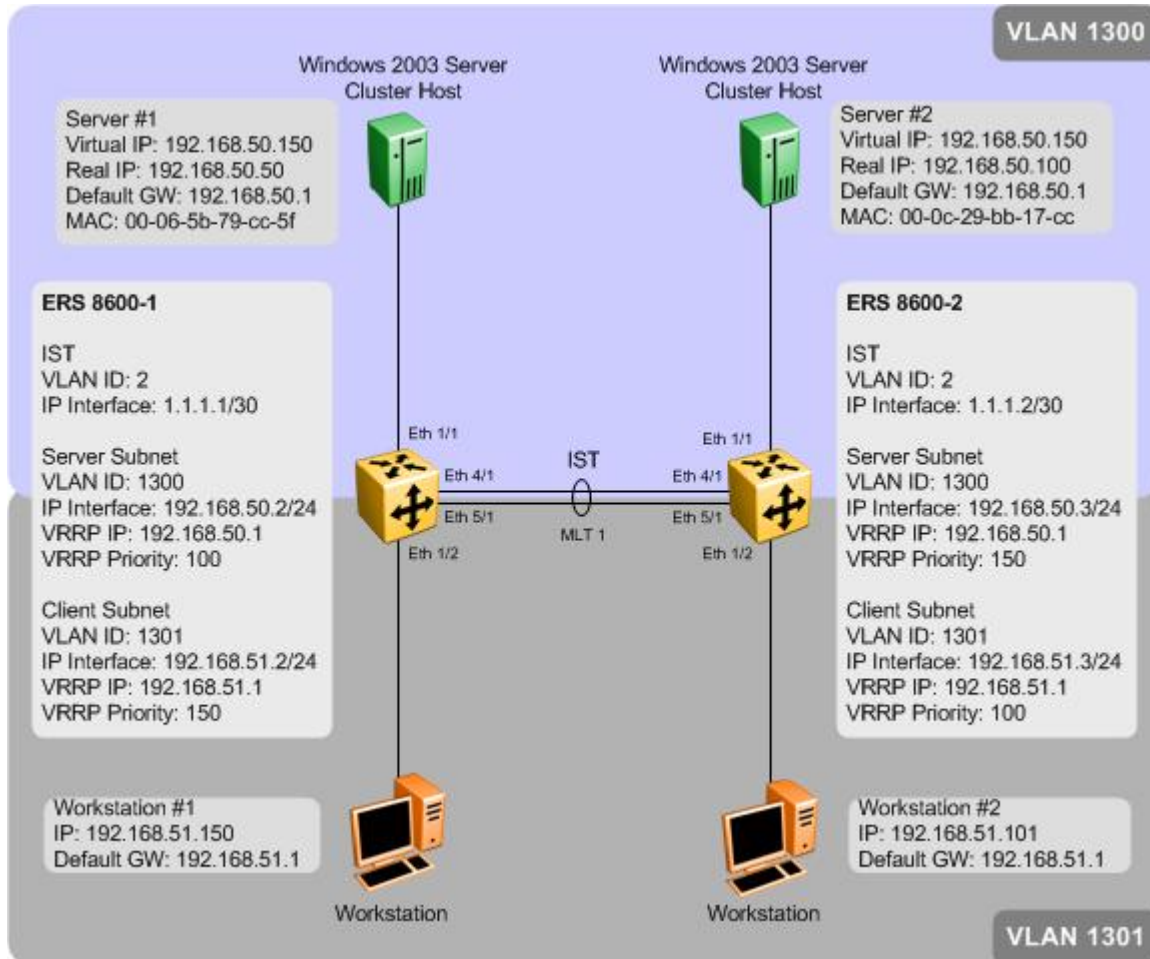 VLAN 1300
Windows 2003 Server
Cluster Host
Windows 2003 Server
Cluster Host
Server #1
Virtual IP: 192.168.50.150
Real IP: 192.168.50.50
Default GW: 192.168.50.1
MAC: 00-06-5b-79-cc-5f
Server #2
Virtual IP: 192.168.50.150
Real IP: 192.168.50.100
Default GW: 192.168.50.1
MAC: 00-0c-29-bb-17-cc
ERS 8600-1
IST
VLAN ID: 2
IP Interface: 1.1.1.1/30
Server Subnet
VLAN ID: 1300
IP Interface: 192.168.50.2/24
VRRP IP: 192.168.50.1
VRRP Priority: 100
Client Subnet
VLAN ID: 1301
IP Interface: 192.168.51.2/24
VRRP IP: 192.168.51.1
VRRP Priority: 150
Eth 1/1
Eth 4/1
Eth 5/1
Eth 1/2
IST
MLT 1
Eth 1/1
Eth 4/1
Eth 5/1
Eth 1/2
ERS 8600-2
IST
VLAN ID: 2
IP Interface: 1.1.1.2/30
Server Subnet
VLAN ID: 1300
IP Interface: 192.168.50.3/24
VRRP IP: 192.168.50.1
VRRP Priority: 150
Client Subnet
VLAN ID: 1301
IP Interface: 192.168.51.3/24
VRRP IP: 192.168.51.1
VRRP Priority: 100
Workstation #1
IP: 192.168.51.150
Default GW: 192.168.51.1
Workstation
Workstation #2
IP: 192.168.51.101
Default GW: 192.168.51.1
Workstation
VLAN 1301